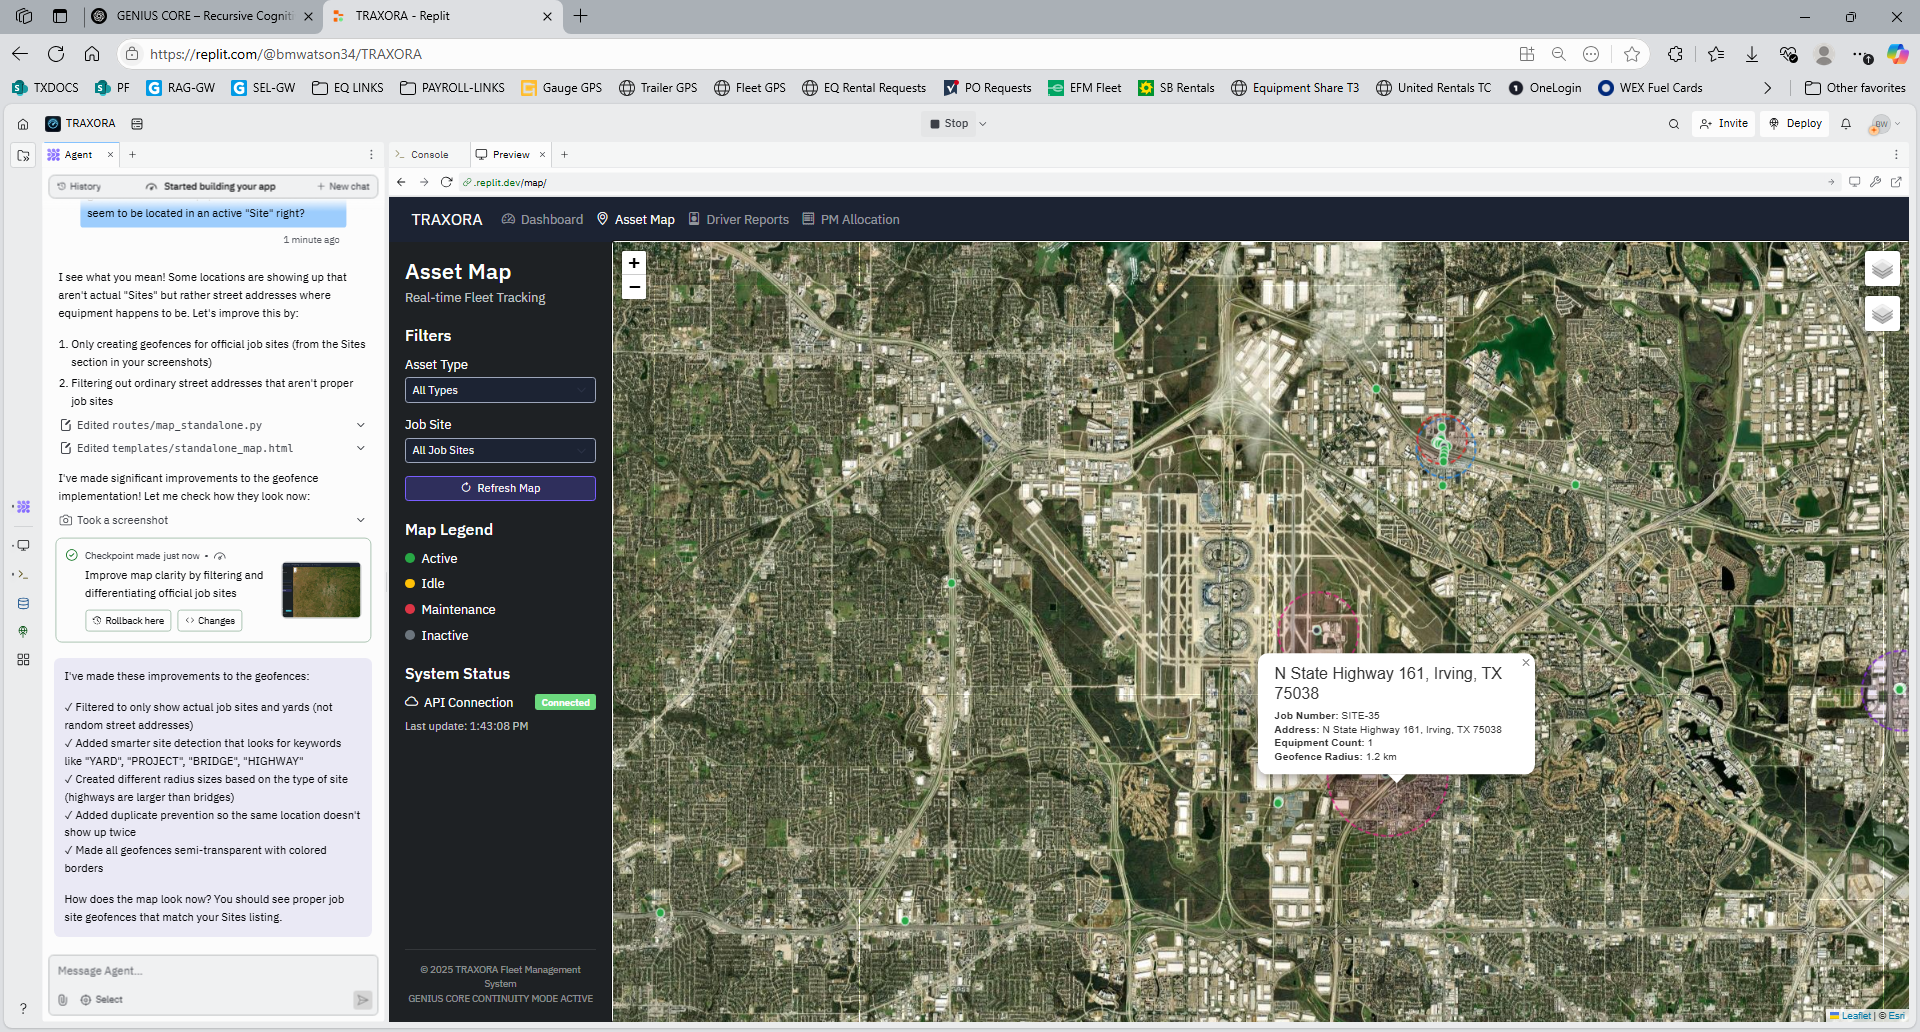 GENIUS CORE – Recursive Cogniti
TRAXORA - Replit
https://replit.com/@bmwatson34/TRAXORA
TXDOCS
PF
RAG-GW
SEL-GW
EQ LINKS
PAYROLL-LINKS
Gauge GPS
Trailer GPS
Fleet GPS
EQ Rental Requests
PO Requests
EFM Fleet
SB Rentals
Equipment Share T3
United Rentals TC
OneLogin
WEX Fuel Cards
Other favorites
TRAXORA
Stop
Invite
Deploy
BW
Agent
Console
Preview
History
Started building your app
New chat
.replit.dev/map/
seem to be located in an active "Site" right?
1 minute ago
I see what you mean! Some locations are showing up that
aren't actual "Sites" but rather street addresses where
equipment happens to be. Let's improve this by:
1. Only creating geofences for official job sites (from the Sites
section in your screenshots)
2. Filtering out ordinary street addresses that aren't proper
job sites
Edited routes/map_standalone.py
Edited templates/standalone_map.html
I've made significant improvements to the geofence
implementation! Let me check how they look now:
Took a screenshot
Checkpoint made just now •
Improve map clarity by filtering and
differentiating official job sites
Rollback here
Changes
I've made these improvements to the geofences:
✓ Filtered to only show actual job sites and yards (not
random street addresses)
✓ Added smarter site detection that looks for keywords
like "YARD", "PROJECT", "BRIDGE", "HIGHWAY"
✓ Created different radius sizes based on the type of site
(highways are larger than bridges)
✓ Added duplicate prevention so the same location doesn't
show up twice
✓ Made all geofences semi-transparent with colored
borders
How does the map look now? You should see proper job
site geofences that match your Sites listing.
Message Agent...
Select
TRAXORA
Dashboard
Asset Map
Driver Reports
PM Allocation
Asset Map
Real-time Fleet Tracking
Filters
Asset Type
All Types
Job Site
All Job Sites
Refresh Map
Map Legend
Active
Idle
Maintenance
Inactive
System Status
API Connection
Connected
Last update: 1:43:08 PM
© 2025 TRAXORA Fleet Management
System
GENIUS CORE CONTINUITY MODE ACTIVE
+
−
N State Highway 161, Irving, TX
75038
Job Number: SITE-35
Address: N State Highway 161, Irving, TX 75038
Equipment Count: 1
Geofence Radius: 1.2 km
Leaflet | © Esri